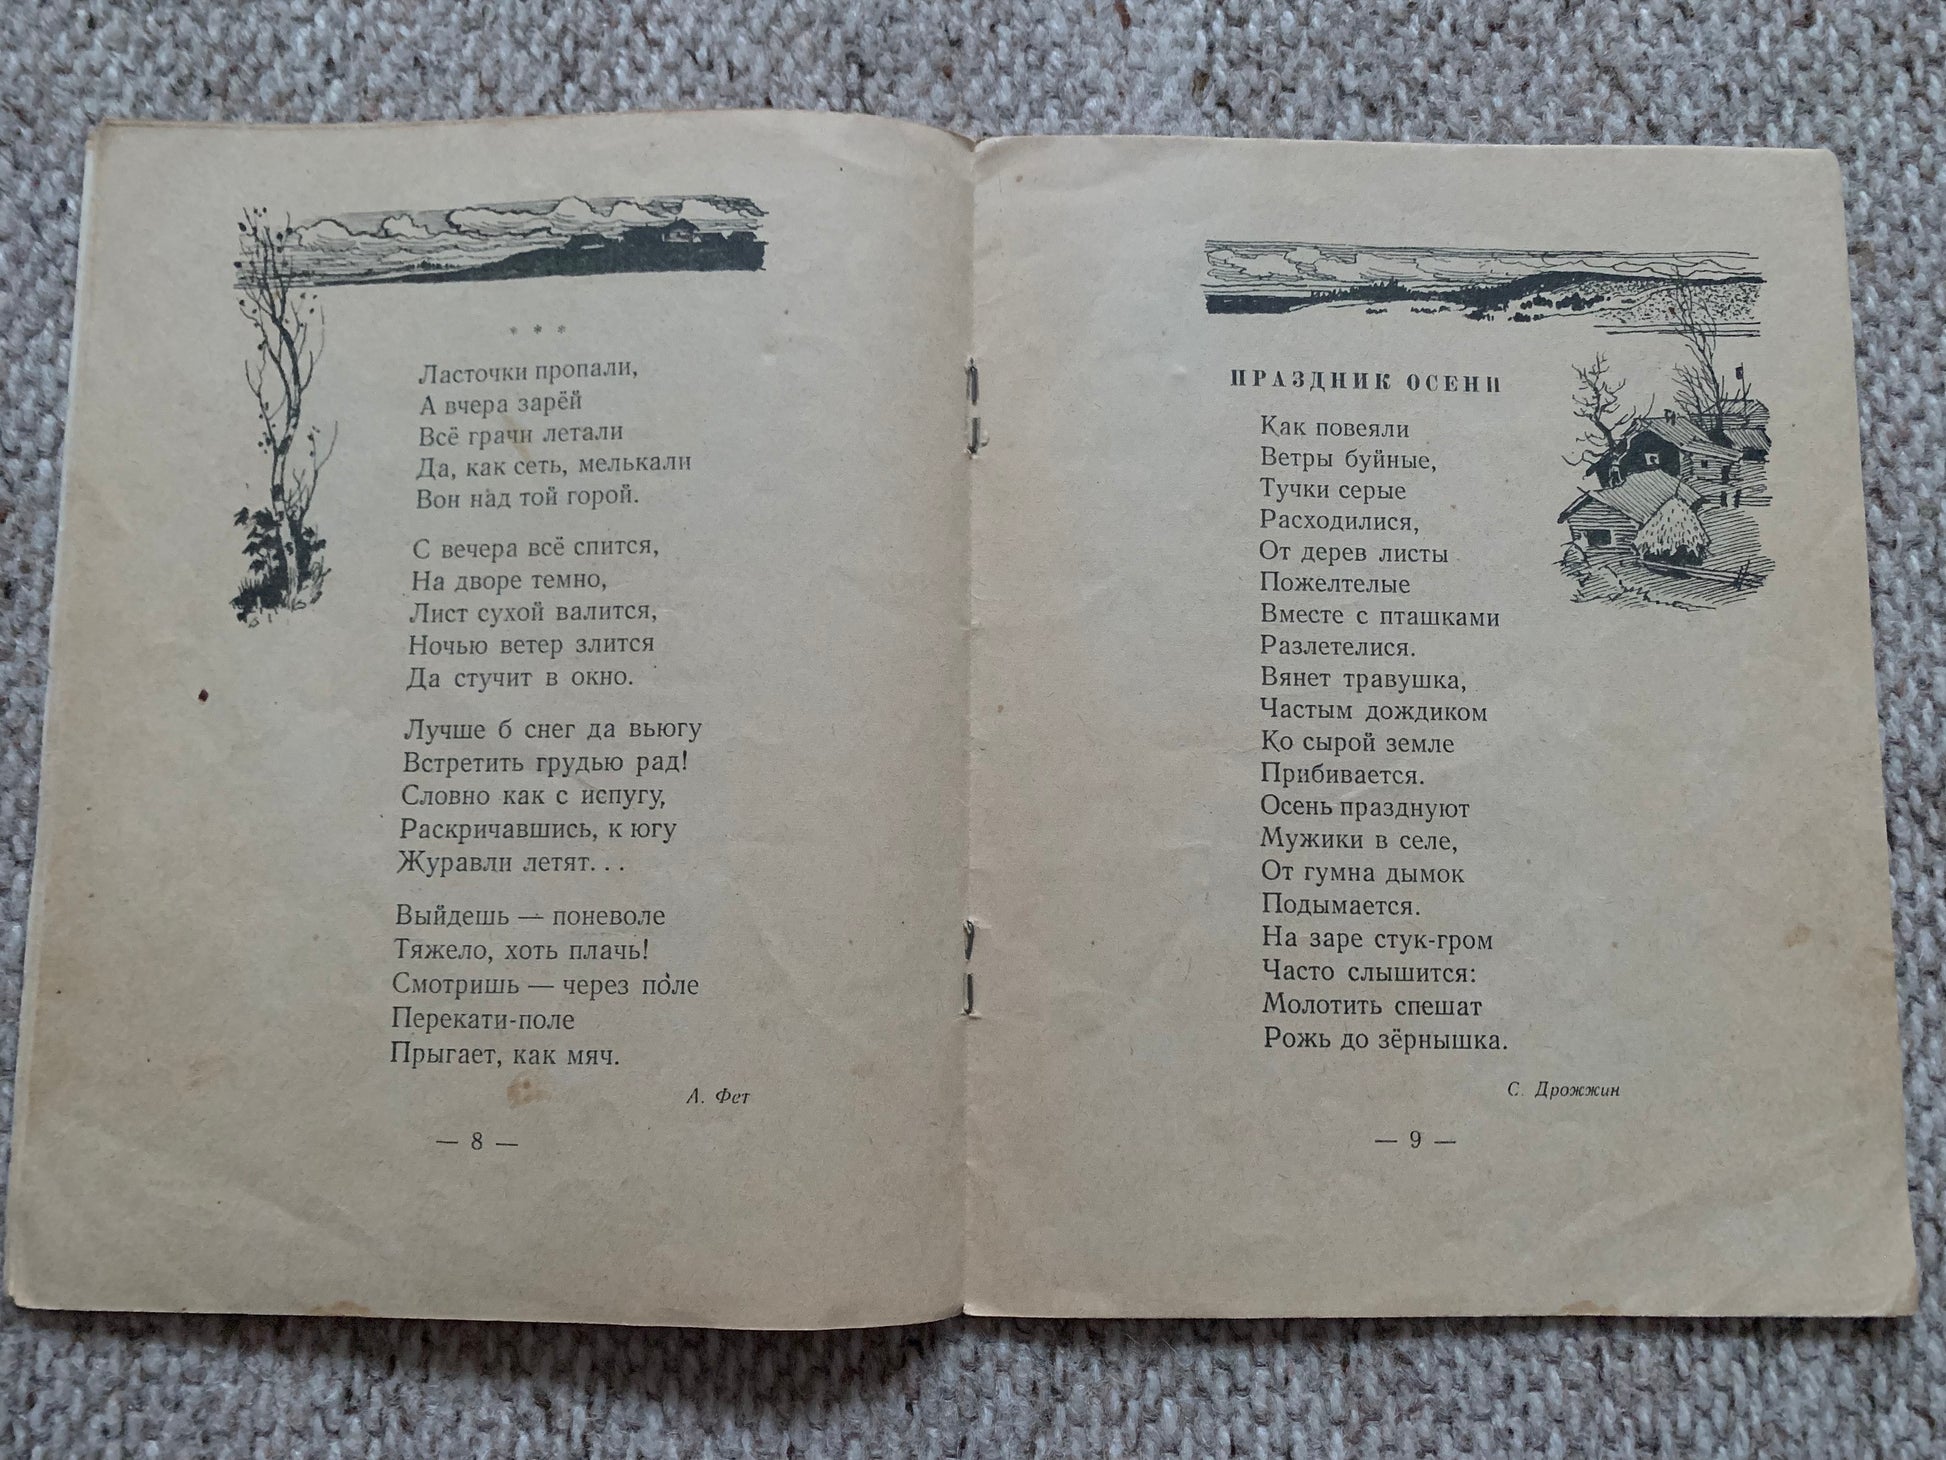 * * *
Ласточки пропали,
А вчера зарёй
Всё грачи летали
Да, как сеть, мелькали
Вон над той горой.
С вечера всё спится,
На дворе темно,
Лист сухой валится,
Ночью ветер злится
Да стучит в окно.
Лучше б снег да вьюгу
Встретить грудью рад!
Словно как с испугу,
Раскричавшись, к югу
Журавли летят...
Выйдешь — поневоле
Тяжело, хоть плачь!
Смотришь — через поле
Перекати-поле
Прыгает, как мяч.
А. Фет
— 8 —
ПРАЗДНИК ОСЕНИ
Как повеяли
Ветры буйные,
Тучки серые
Расходилися,
От дерев листы
Пожелтелые
Вместе с пташками
Разлетелися.
Вянет травушка,
Частым дождиком
Ко сырой земле
Прибивается.
Осень празднуют
Мужики в селе,
От гумна дымок
Подымается.
На заре стук-гром
Часто слышится:
Молотить спешат
Рожь до зёрнышка.
С. Дрожжин
— 9 —